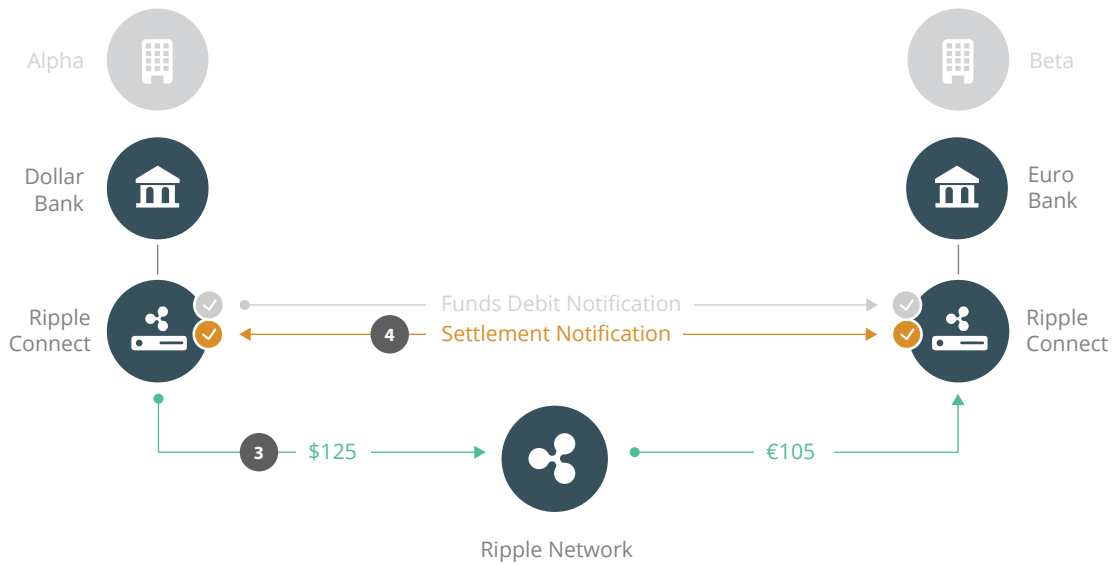 Alpha
Beta
Dollar
Bank
Euro
Bank
Ripple
Connect
Funds Debit Notification
4
Settlement Notification
Ripple
Connect
3
$125
€105
Ripple Network